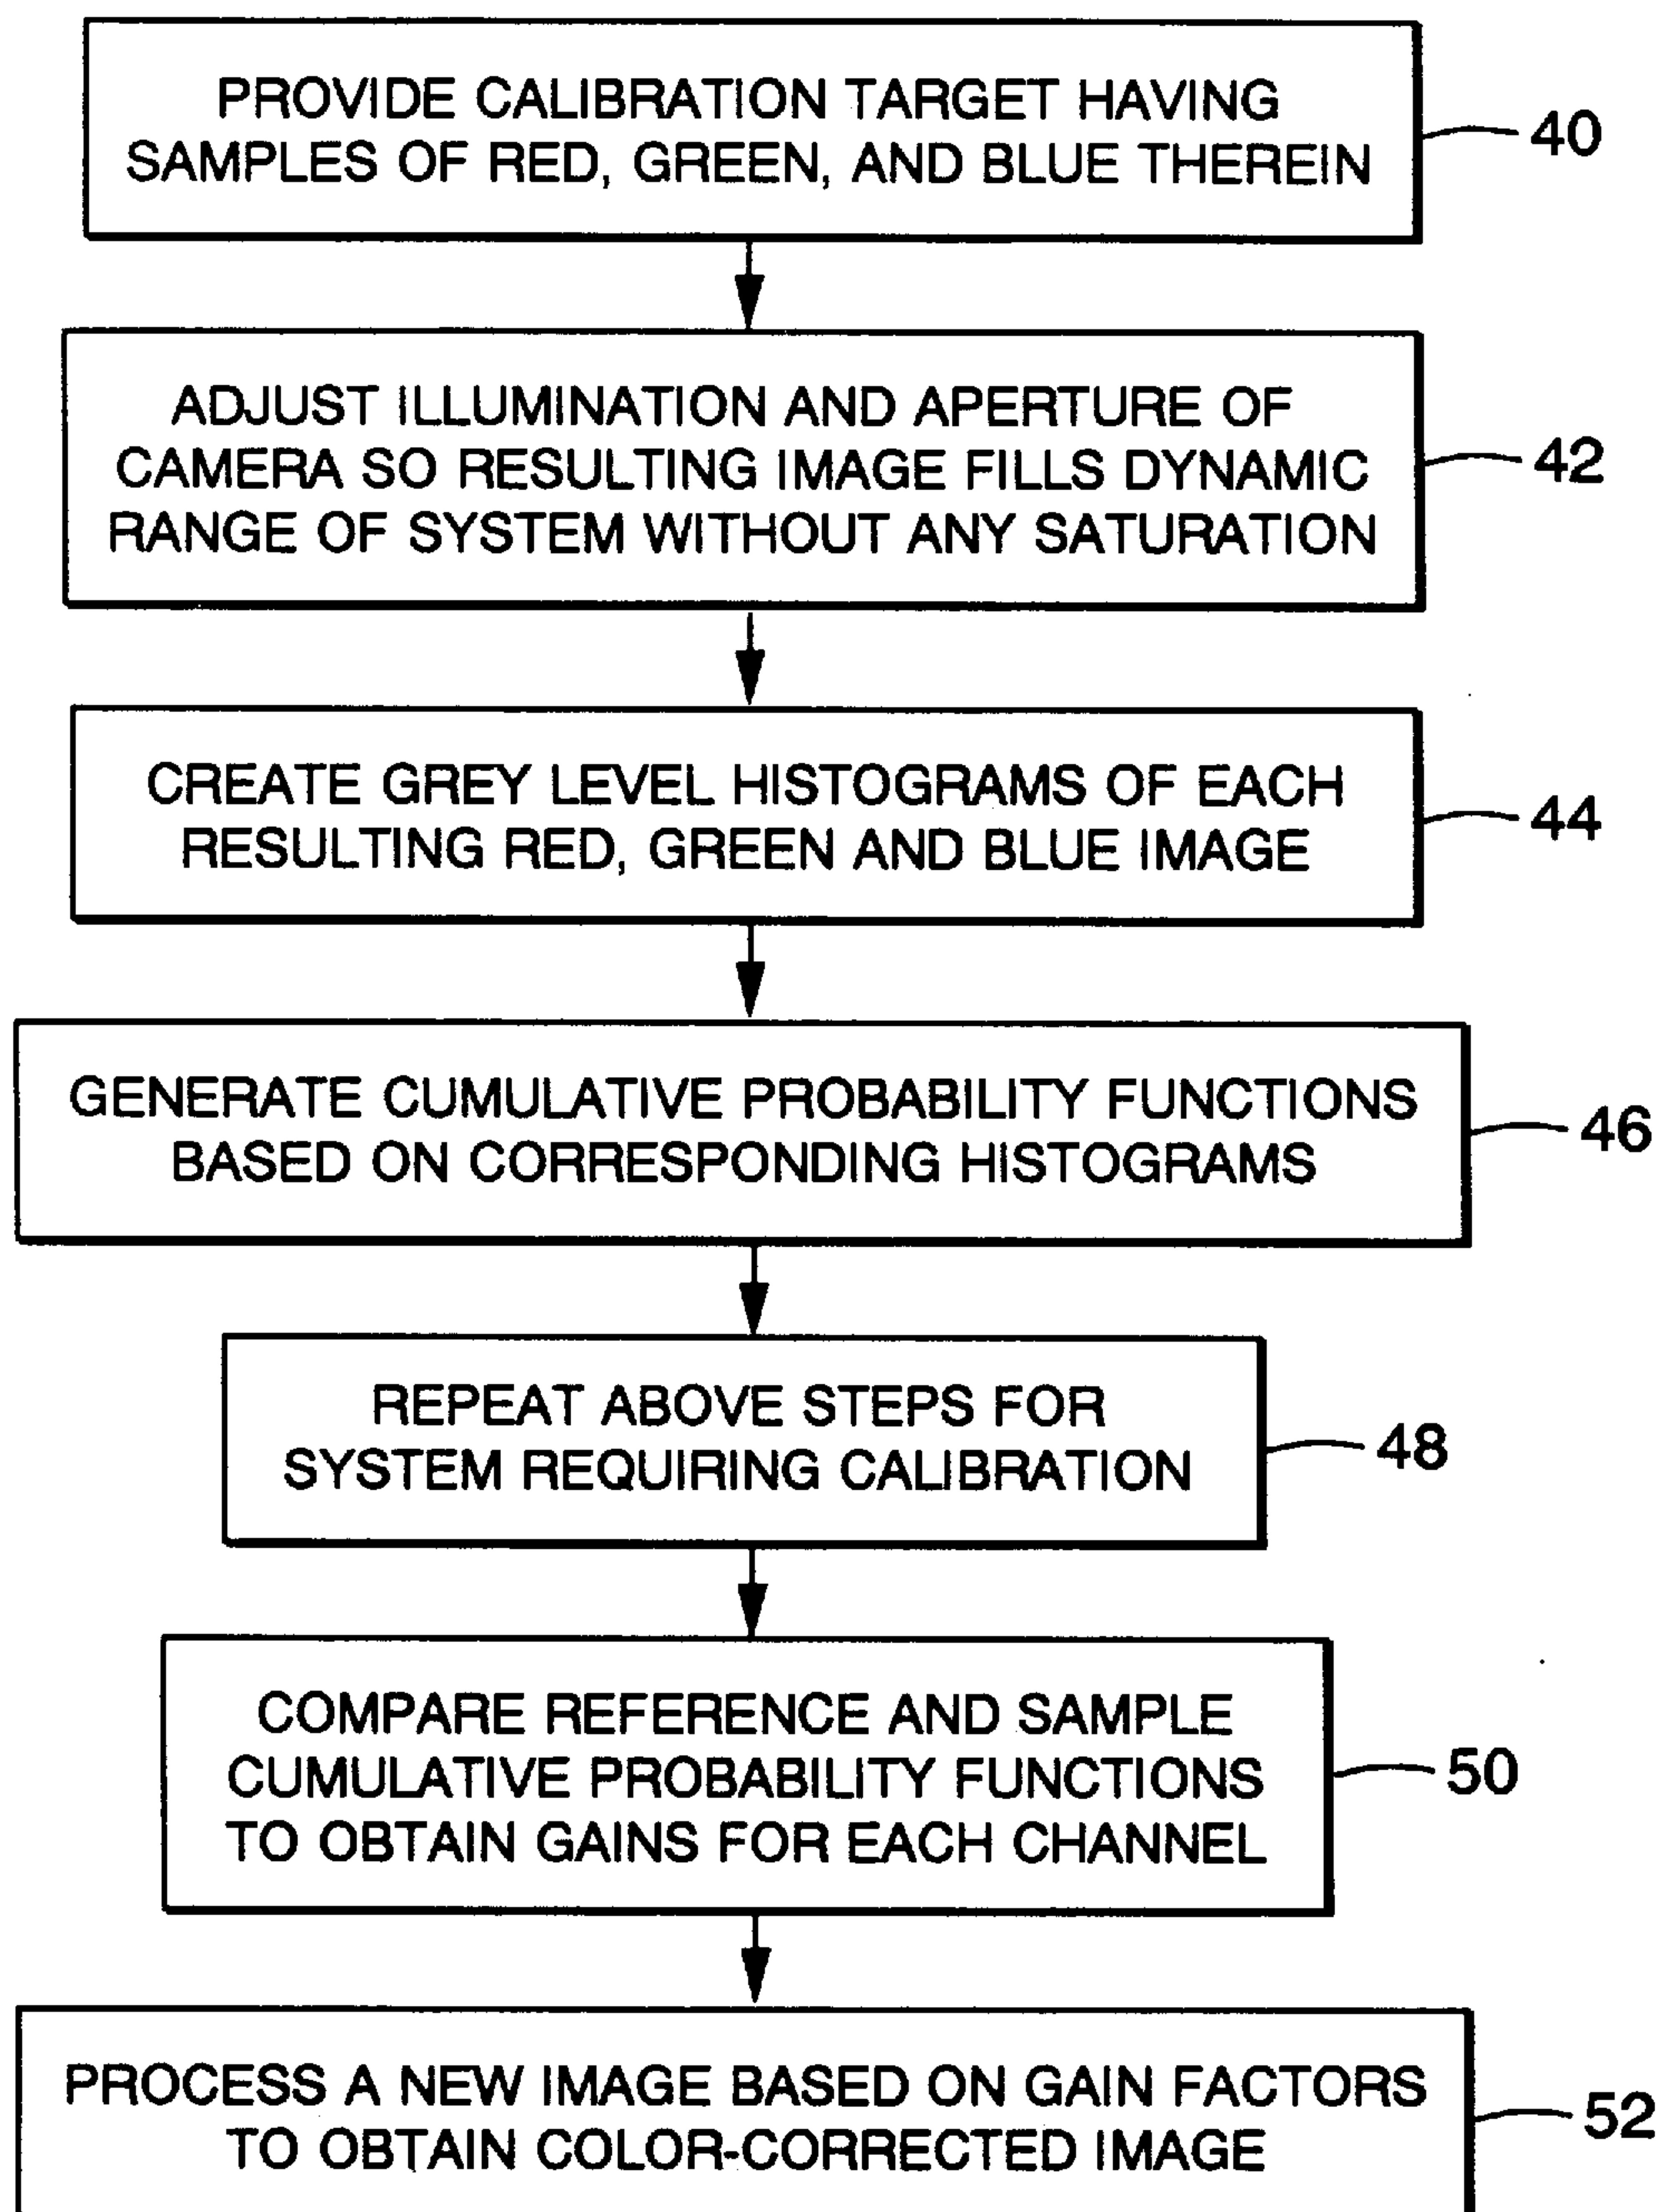 PROVIDE CALIBRATION TARGET HAVING
SAMPLES OF RED, GREEN, AND BLUE THEREIN
40
ADJUST ILLUMINATION AND APERTURE OF
CAMERA SO RESULTING IMAGE FILLS DYNAMIC
RANGE OF SYSTEM WITHOUT ANY SATURATION
42
CREATE GREY LEVEL HISTOGRAMS OF EACH
RESULTING RED, GREEN AND BLUE IMAGE
44
GENERATE CUMULATIVE PROBABILITY FUNCTIONS
BASED ON CORRESPONDING HISTOGRAMS
46
REPEAT ABOVE STEPS FOR
SYSTEM REQUIRING CALIBRATION
48
COMPARE REFERENCE AND SAMPLE
CUMULATIVE PROBABILITY FUNCTIONS
TO OBTAIN GAINS FOR EACH CHANNEL
50
PROCESS A NEW IMAGE BASED ON GAIN FACTORS
TO OBTAIN COLOR-CORRECTED IMAGE
52